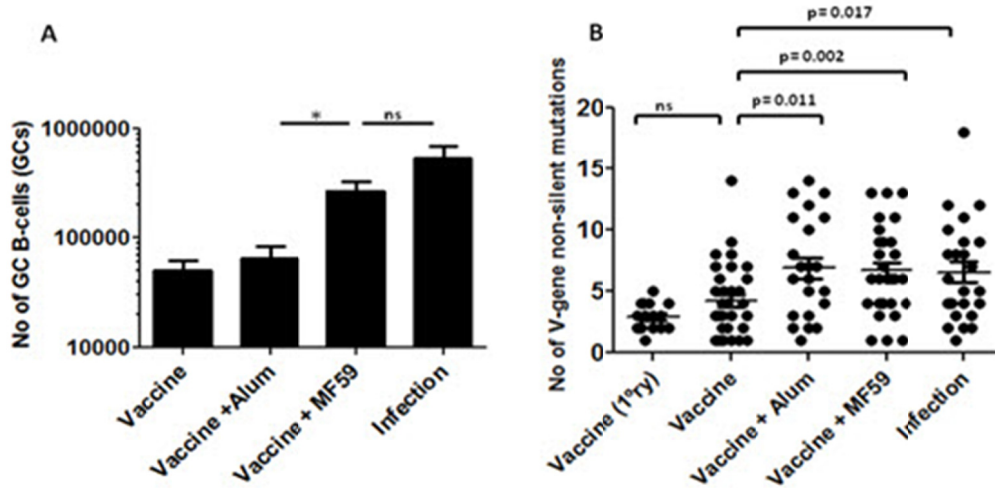 A
No of GC B-cells (GCs)
1000000
100000
10000
*
ns
Vaccine
Vaccine +Alum
Vaccine + MF59
Infection
B
No of V-gene non-silent mutations
p=0.017
p=0.002
ns
p=0.011
20
15
10
5
0
Vaccine (1ºry)
Vaccine
Vaccine + Alum
Vaccine + MF59
Infection